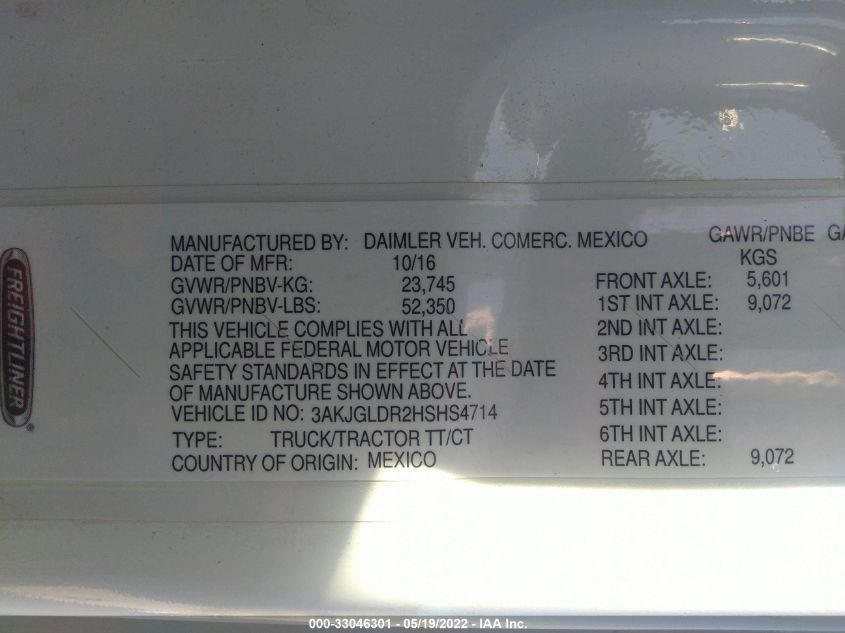 FREIGHTLINER®
MANUFACTURED BY: DAIMLER VEH. COMERC. MEXICO
DATE OF MFR: 10/16
GVWR/PNBV-KG: 23,745
GVWR/PNBV-LBS: 52,350
THIS VEHICLE COMPLIES WITH ALL
APPLICABLE FEDERAL MOTOR VEHICLE
SAFETY STANDARDS IN EFFECT AT THE DATE
OF MANUFACTURE SHOWN ABOVE.
VEHICLE ID NO: 3AKJGLDR2HSHS4714
TYPE: TRUCK/TRACTOR TT/CT
COUNTRY OF ORIGIN: MEXICO
GAWR/PNBE GA
KGS
FRONT AXLE: 5,601
1ST INT AXLE: 9,072
2ND INT AXLE:
3RD INT AXLE:
4TH INT AXLE:
5TH INT AXLE:
6TH INT AXLE:
REAR AXLE: 9,072
000-33046301 - 05/19/2022 - IAA Inc.